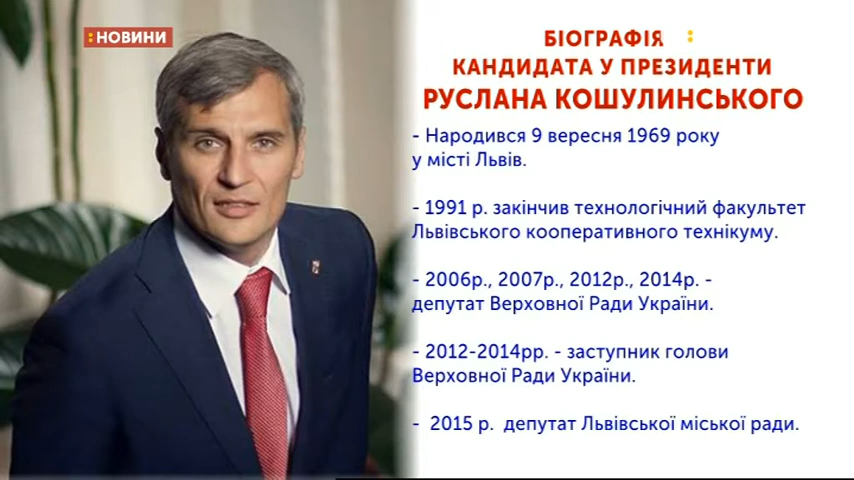 :НОВИНИ
БІОГРАФІЯ :
КАНДИДАТА У ПРЕЗИДЕНТИ
РУСЛАНА КОШУЛИНСЬКОГО
- Народився 9 вересня 1969 року
у місті Львів.
- 1991 р. закінчив технологічний факультет
Львівського кооперативного технікуму.
- 2006р., 2007р., 2012р., 2014р. -
депутат Верховної Ради України.
- 2012-2014рр. - заступник голови
Верховної Ради України.
- 2015 р. депутат Львівської міської ради.